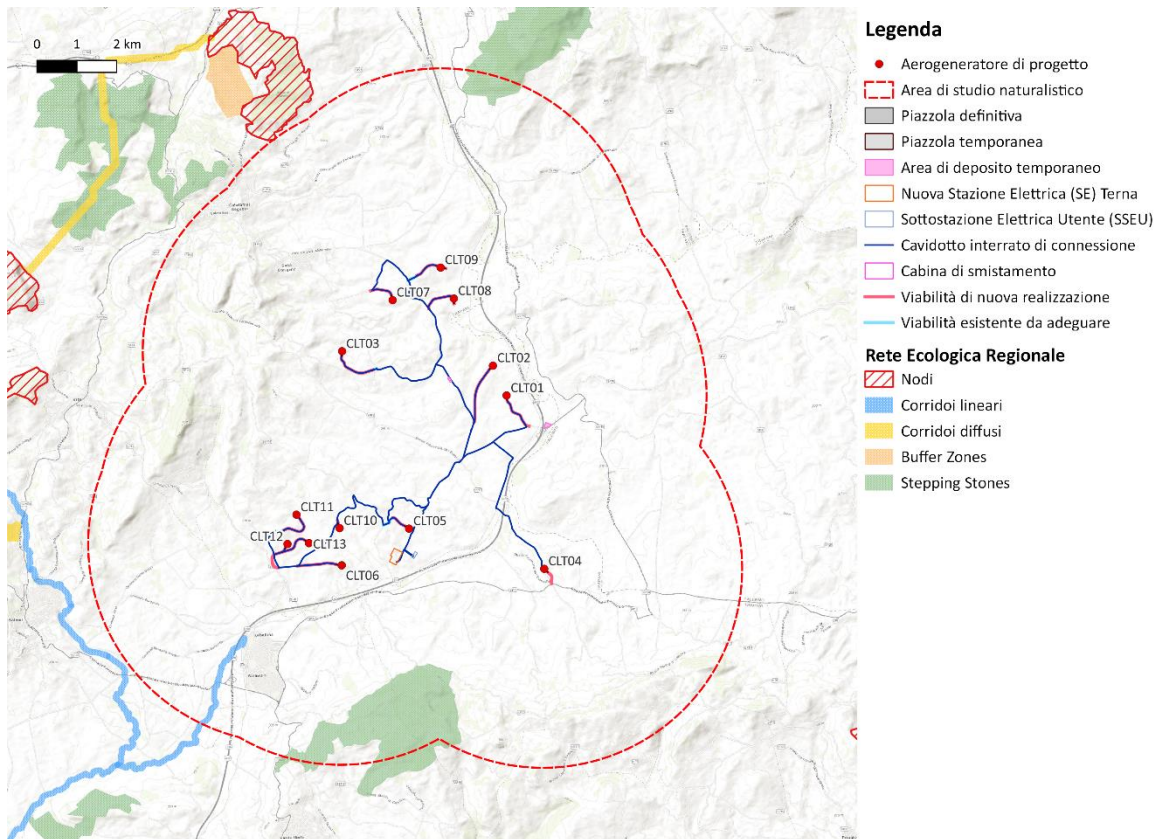 0 1 2 km
CLT09
CLT07
CLT08
CLT03
CLT02
CLT01
CLT11
CLT10
CLT05
CLT12
CLT13
CLT06
CLT04
Legenda
Aerogeneratore di progetto
Area di studio naturalistico
Piazzola definitiva
Piazzola temporanea
Area di deposito temporaneo
Nuova Stazione Elettrica (SE) Terna
Sottostazione Elettrica Utente (SSEU)
Cavidotto interrato di connessione
Cabina di smistamento
Viabilità di nuova realizzazione
Viabilità esistente da adeguare
Rete Ecologica Regionale
Nodi
Corridoi lineari
Corridoi diffusi
Buffer Zones
Stepping Stones